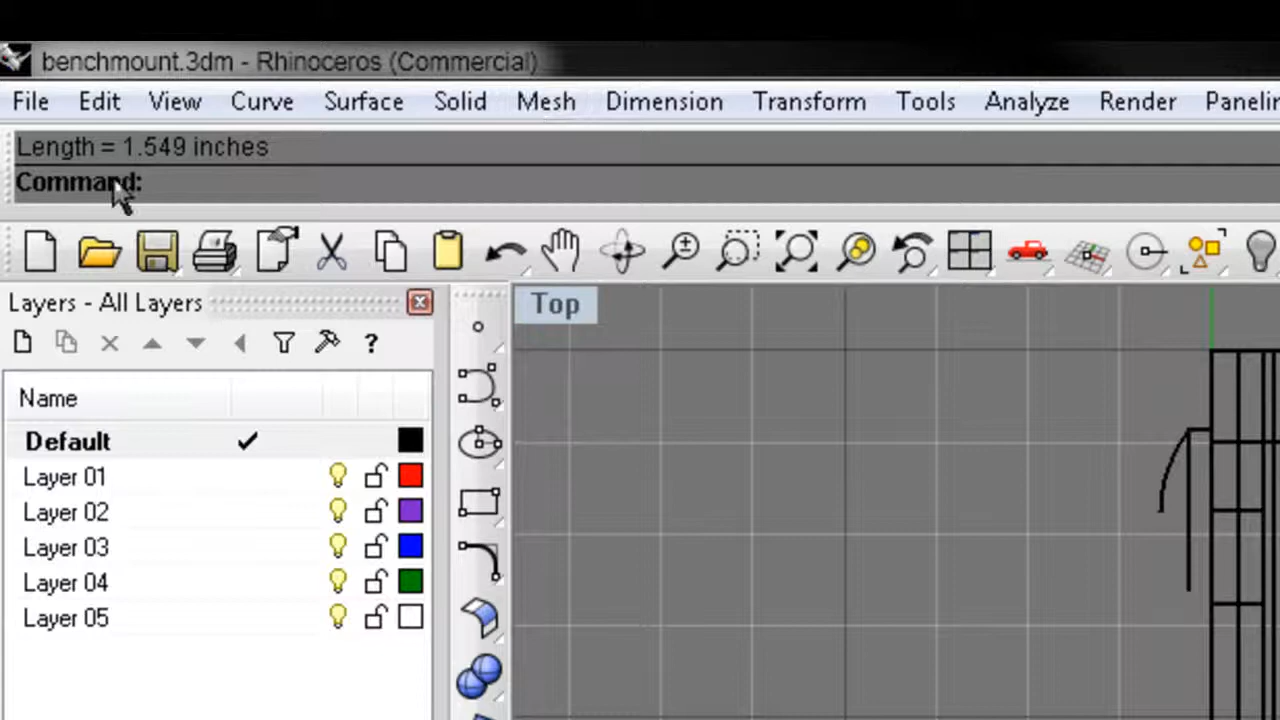 benchmount.3dm - Rhinoceros (Commercial)
File Edit View Curve Surface Solid Mesh Dimension Transform Tools Analyze Render
Length = 1.549 inches
Command:
Layers - All Layers
?
Top
Name
Default
Layer 01
Layer 02
Layer 03
Layer 04
Layer 05